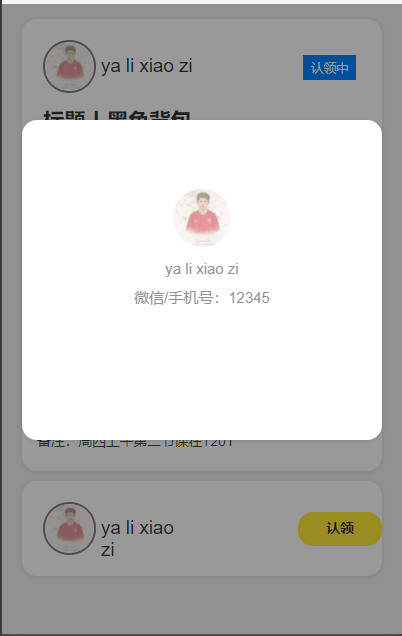 ya li xiao zi
认领中
标题丨黑色背包
ya li xiao zi
微信/手机号：12345
备注：周四上午第二节课在1201
ya li xiao
zi
认领